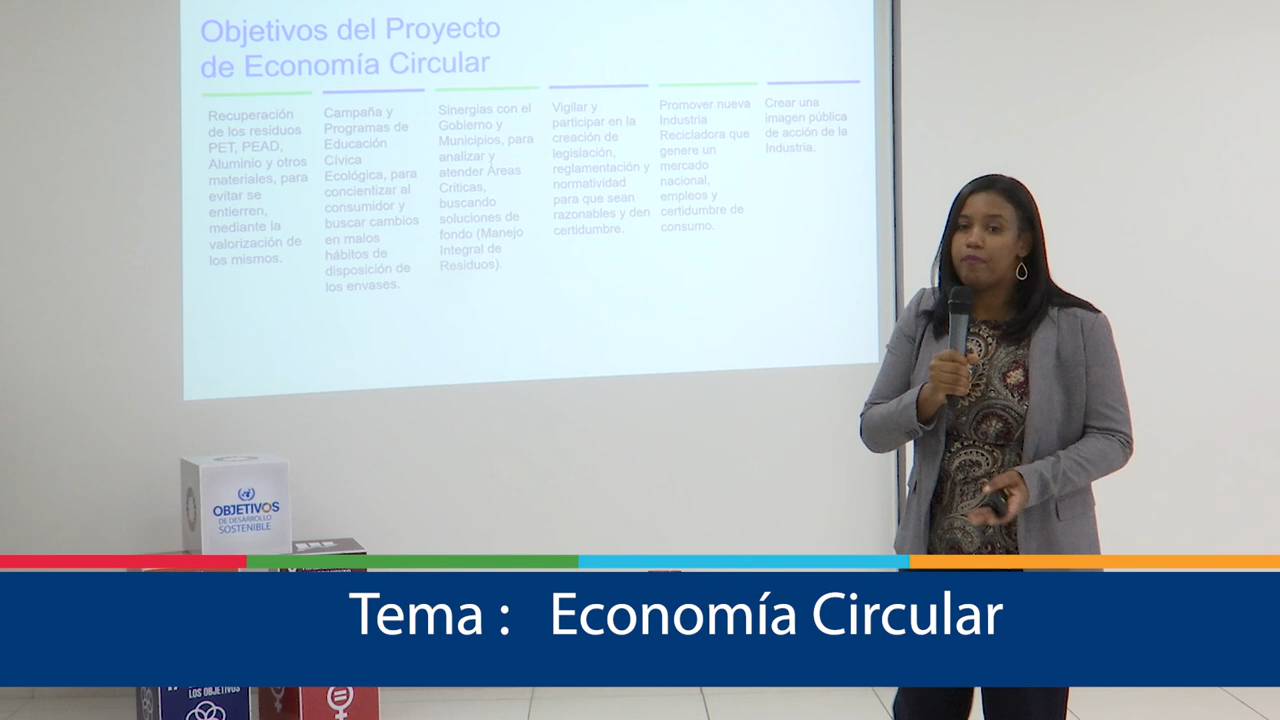 Objetivos del Proyecto
de Economía Circular
Recuperación
de los residuos
PET, PEAD,
Aluminio y otros
materiales, para
evitar se
entierren,
mediante la
valorización de
los mismos.
Campaña y
Programas de
Educación
Cívica
Ecológica, para
concientizar al
consumidor y
buscar cambios
en malos
hábitos de
disposición de
los envases.
Sinergias con el
Gobierno y
Municipios, para
analizar y
atender Áreas
Críticas,
buscando
soluciones de
fondo (Manejo
Integral de
Residuos).
Vigilar y
participar en la
creación de
legislación,
reglamentación y
normatividad
para que sean
razonables y den
certidumbre.
Promover nueva
Industria
Recicladora que
genere un
mercado
nacional,
empleos y
certidumbre de
consumo.
Crear una
imagen pública
de acción de la
Industria.
OBJETIVOS
DE DESARROLLO
SOSTENIBLE
Tema : Economía Circular
LOS OBJETIVOS